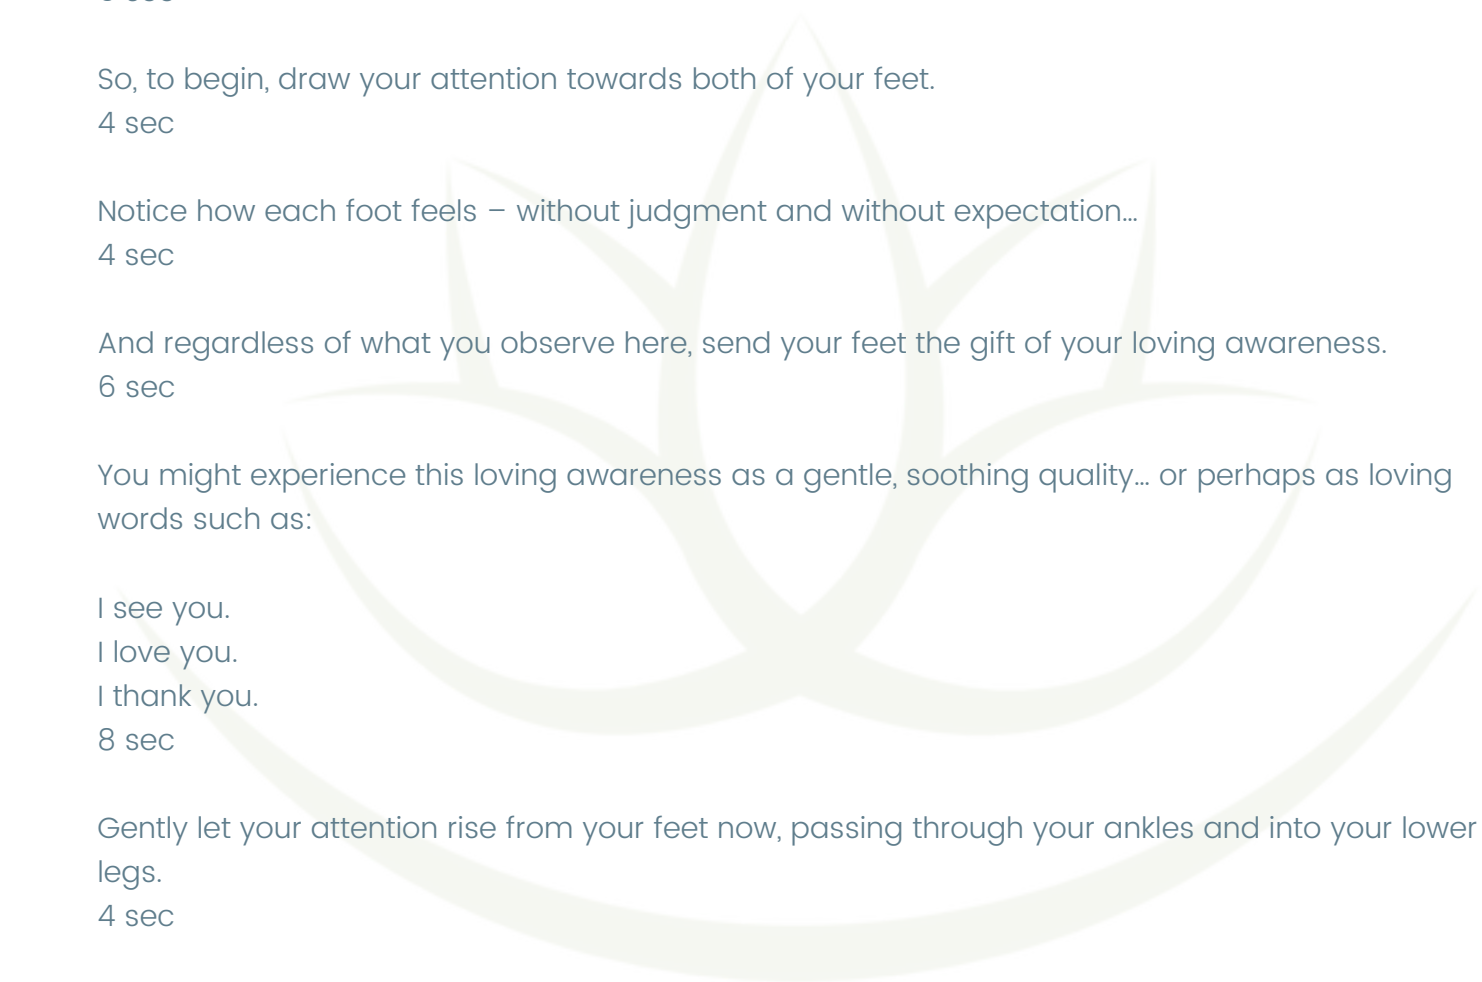 So, to begin, draw your attention towards both of your feet.
4 sec
Notice how each foot feels – without judgment and without expectation...
4 sec
And regardless of what you observe here, send your feet the gift of your loving awareness.
6 sec
You might experience this loving awareness as a gentle, soothing quality... or perhaps as loving
words such as:
I see you.
I love you.
I thank you.
8 sec
Gently let your attention rise from your feet now, passing through your ankles and into your lower
legs.
4 sec